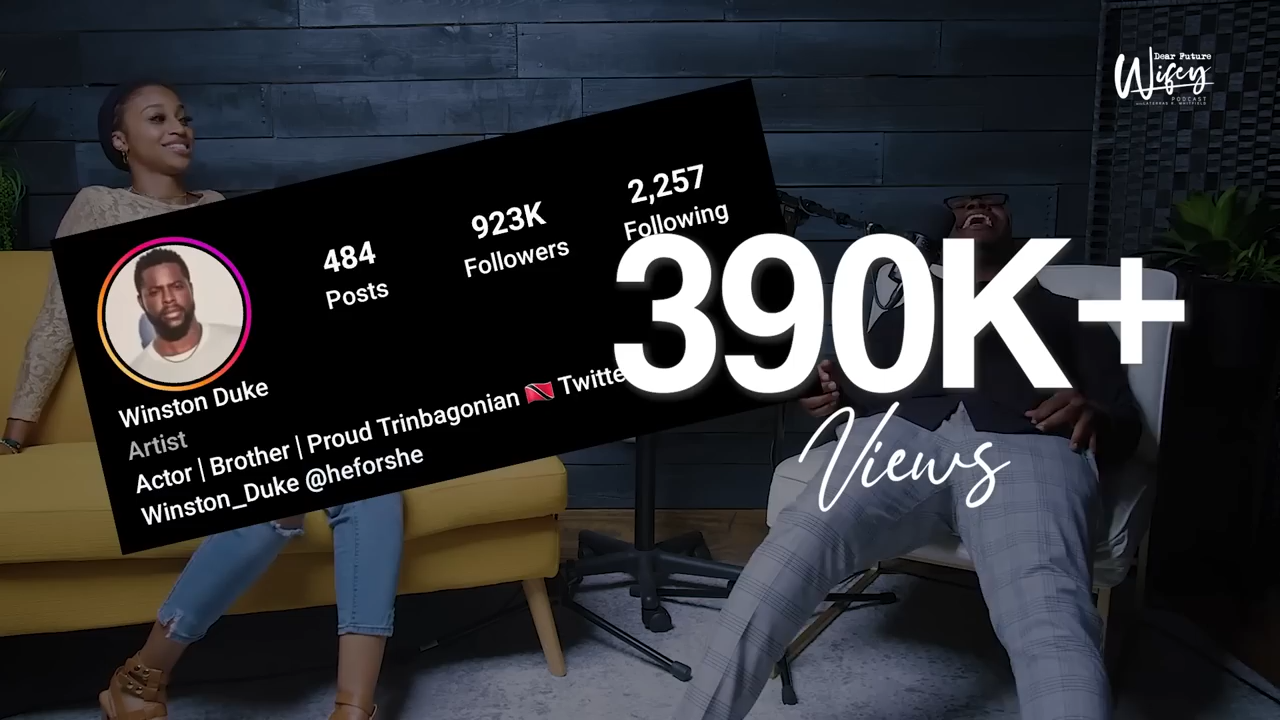 Dear Future
Wifey
PODCAST
484
Posts
923K
Followers
2,257
Following
Winston Duke
Artist
Actor | Brother | Proud Trinbagonian 🇹🇹 Twitte
Winston_Duke @heforshe
390K+
Views